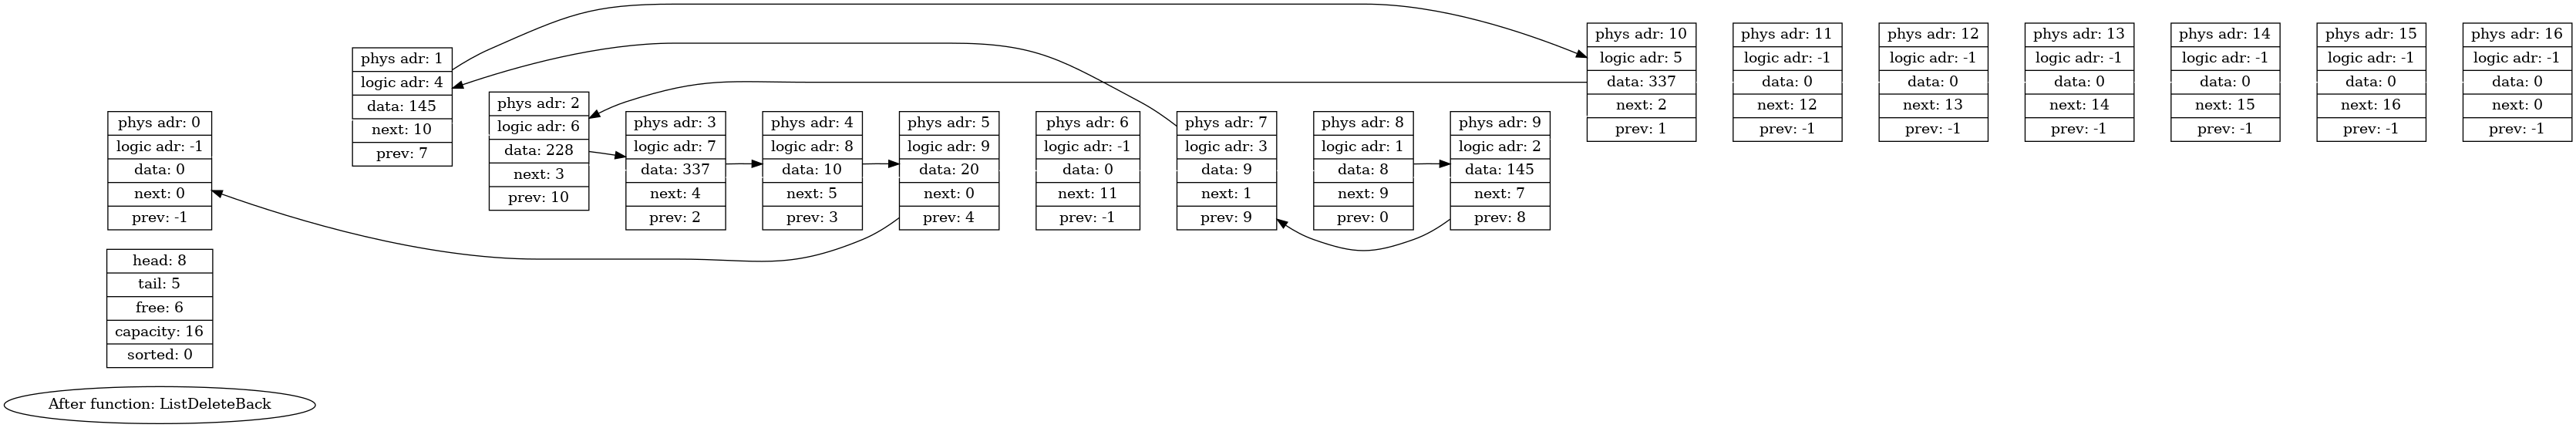 phys adr: 0
logic adr: -1
data: 0
next: 0
prev: -1
phys adr: 1
logic adr: 4
data: 145
next: 10
prev: 7
phys adr: 2
logic adr: 6
data: 228
next: 3
prev: 10
phys adr: 3
logic adr: 7
data: 337
next: 4
prev: 2
phys adr: 4
logic adr: 8
data: 10
next: 5
prev: 3
phys adr: 5
logic adr: 9
data: 20
next: 0
prev: 4
phys adr: 6
logic adr: -1
data: 0
next: 11
prev: -1
phys adr: 7
logic adr: 3
data: 9
next: 1
prev: 9
phys adr: 8
logic adr: 1
data: 8
next: 9
prev: 0
phys adr: 9
logic adr: 2
data: 145
next: 7
prev: 8
phys adr: 10
logic adr: 5
data: 337
next: 2
prev: 1
phys adr: 11
logic adr: -1
data: 0
next: 12
prev: -1
phys adr: 12
logic adr: -1
data: 0
next: 13
prev: -1
phys adr: 13
logic adr: -1
data: 0
next: 14
prev: -1
phys adr: 14
logic adr: -1
data: 0
next: 15
prev: -1
phys adr: 15
logic adr: -1
data: 0
next: 16
prev: -1
phys adr: 16
logic adr: -1
data: 0
next: 0
prev: -1
head: 8
tail: 5
free: 6
capacity: 16
sorted: 0
After function: ListDeleteBack